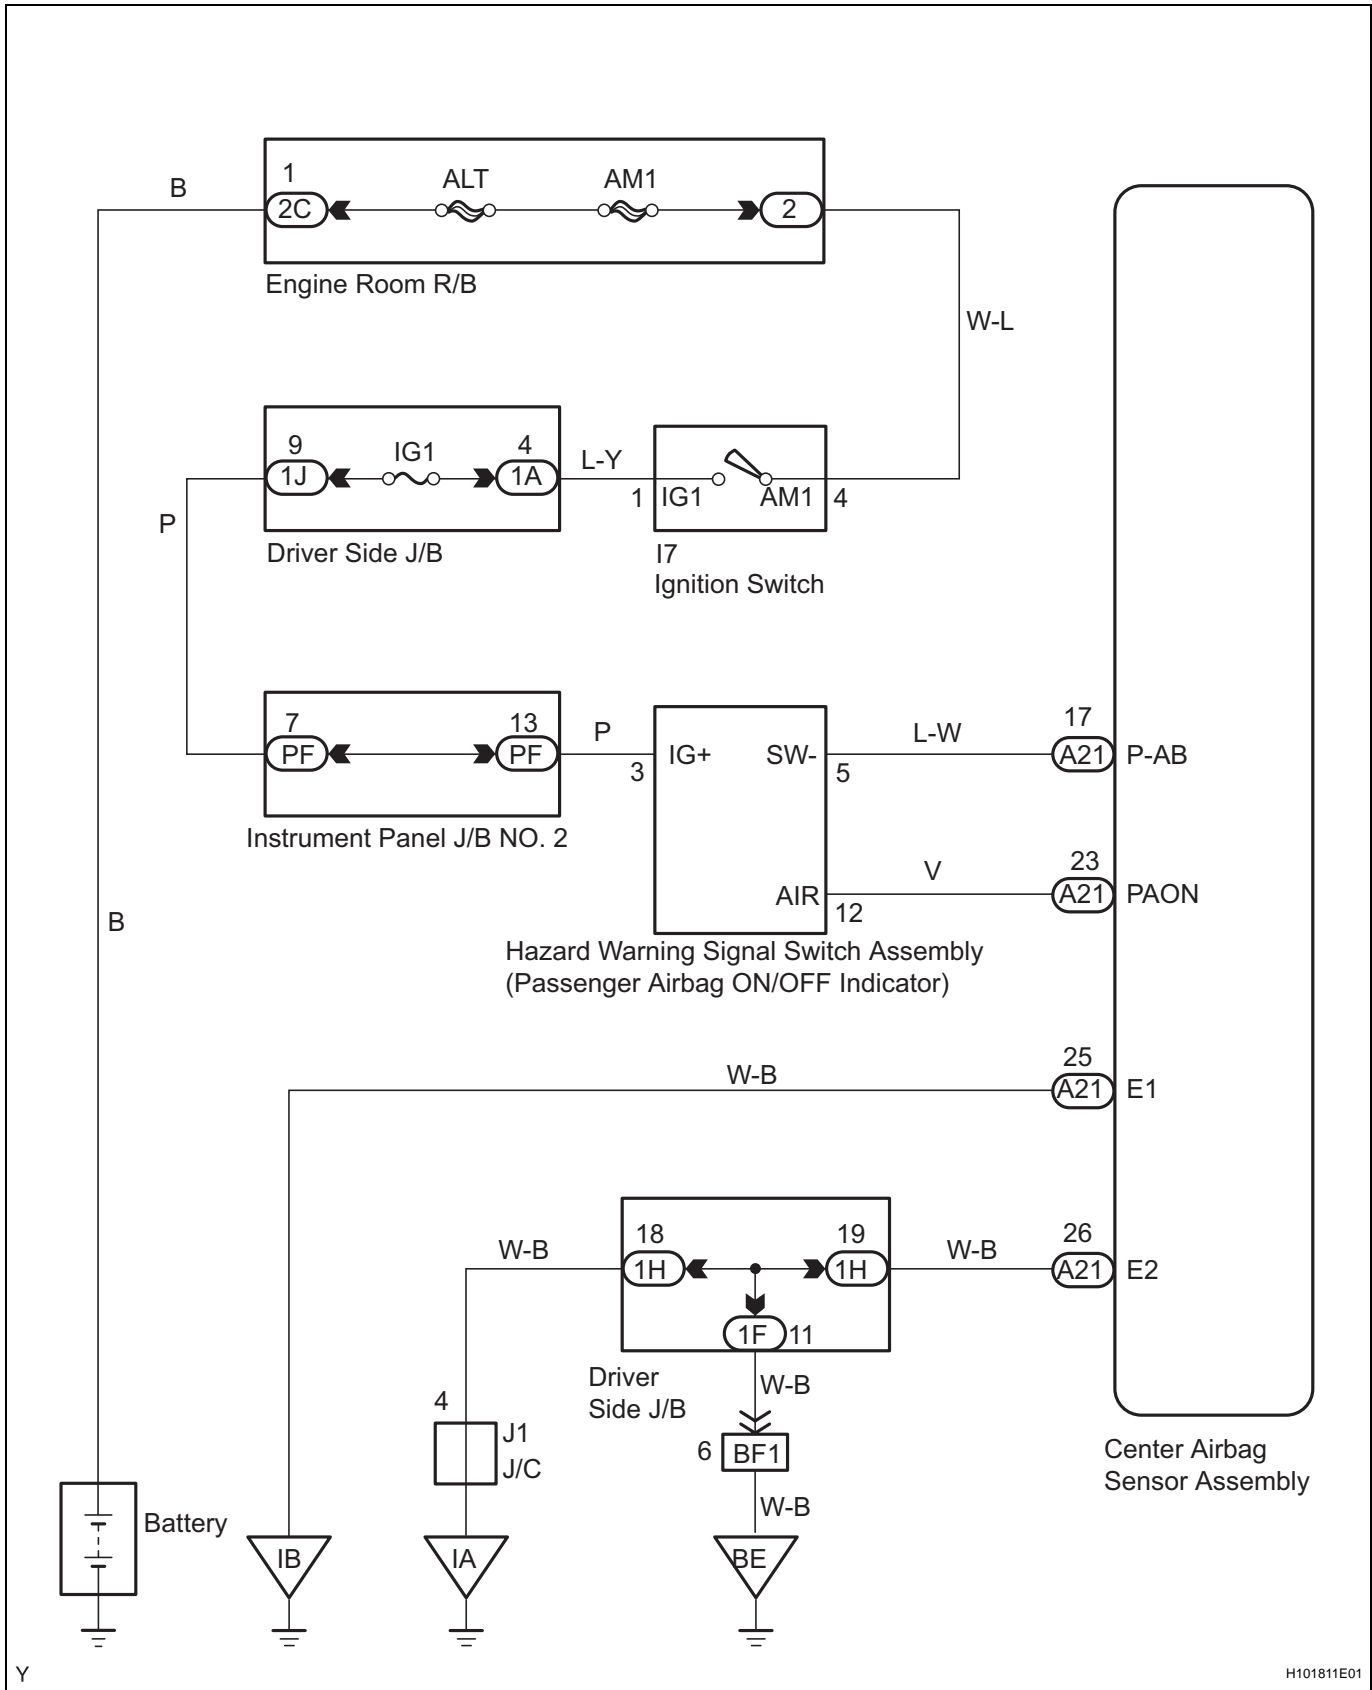 1
ALT
AM1
B
2C
2
Engine Room R/B
W-L
9
IG1
4
L-Y
1J
1A
1
IG1
AM1
4
P
Driver Side J/B
I7
Ignition Switch
7
13
P
PF
PF
3
IG+
SW-
5
L-W
17
A21
P-AB
Instrument Panel J/B NO. 2
V
23
AIR
12
A21
PAON
B
Hazard Warning Signal Switch Assembly
(Passenger Airbag ON/OFF Indicator)
25
W-B
A21
E1
18
19
26
W-B
W-B
1H
1H
A21
E2
1F
11
Driver
Side J/B
W-B
4
J1
J/C
6
BF1
Center Airbag
Sensor Assembly
W-B
Battery
IB
IA
BE
Y
H101811E01